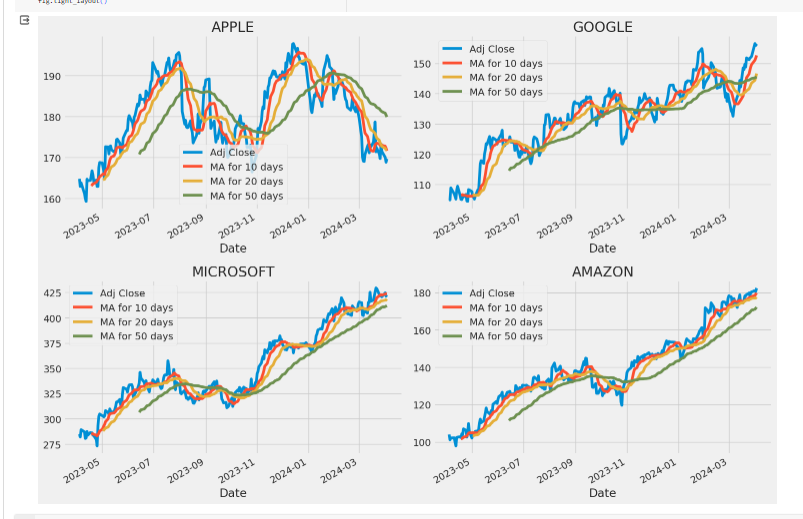 fig.tight_layout()
APPLE
190
180
170
160
Adj Close
MA for 10 days
MA for 20 days
MA for 50 days
2023-05
2023-07
2023-09
2023-11
2024-01
2024-03
Date
GOOGLE
150
140
130
120
110
Adj Close
MA for 10 days
MA for 20 days
MA for 50 days
2023-05
2023-07
2023-09
2023-11
2024-01
2024-03
Date
MICROSOFT
425
400
375
350
325
300
275
Adj Close
MA for 10 days
MA for 20 days
MA for 50 days
2023-05
2023-07
2023-09
2023-11
2024-01
2024-03
Date
AMAZON
180
160
140
120
100
Adj Close
MA for 10 days
MA for 20 days
MA for 50 days
2023-05
2023-07
2023-09
2023-11
2024-01
2024-03
Date